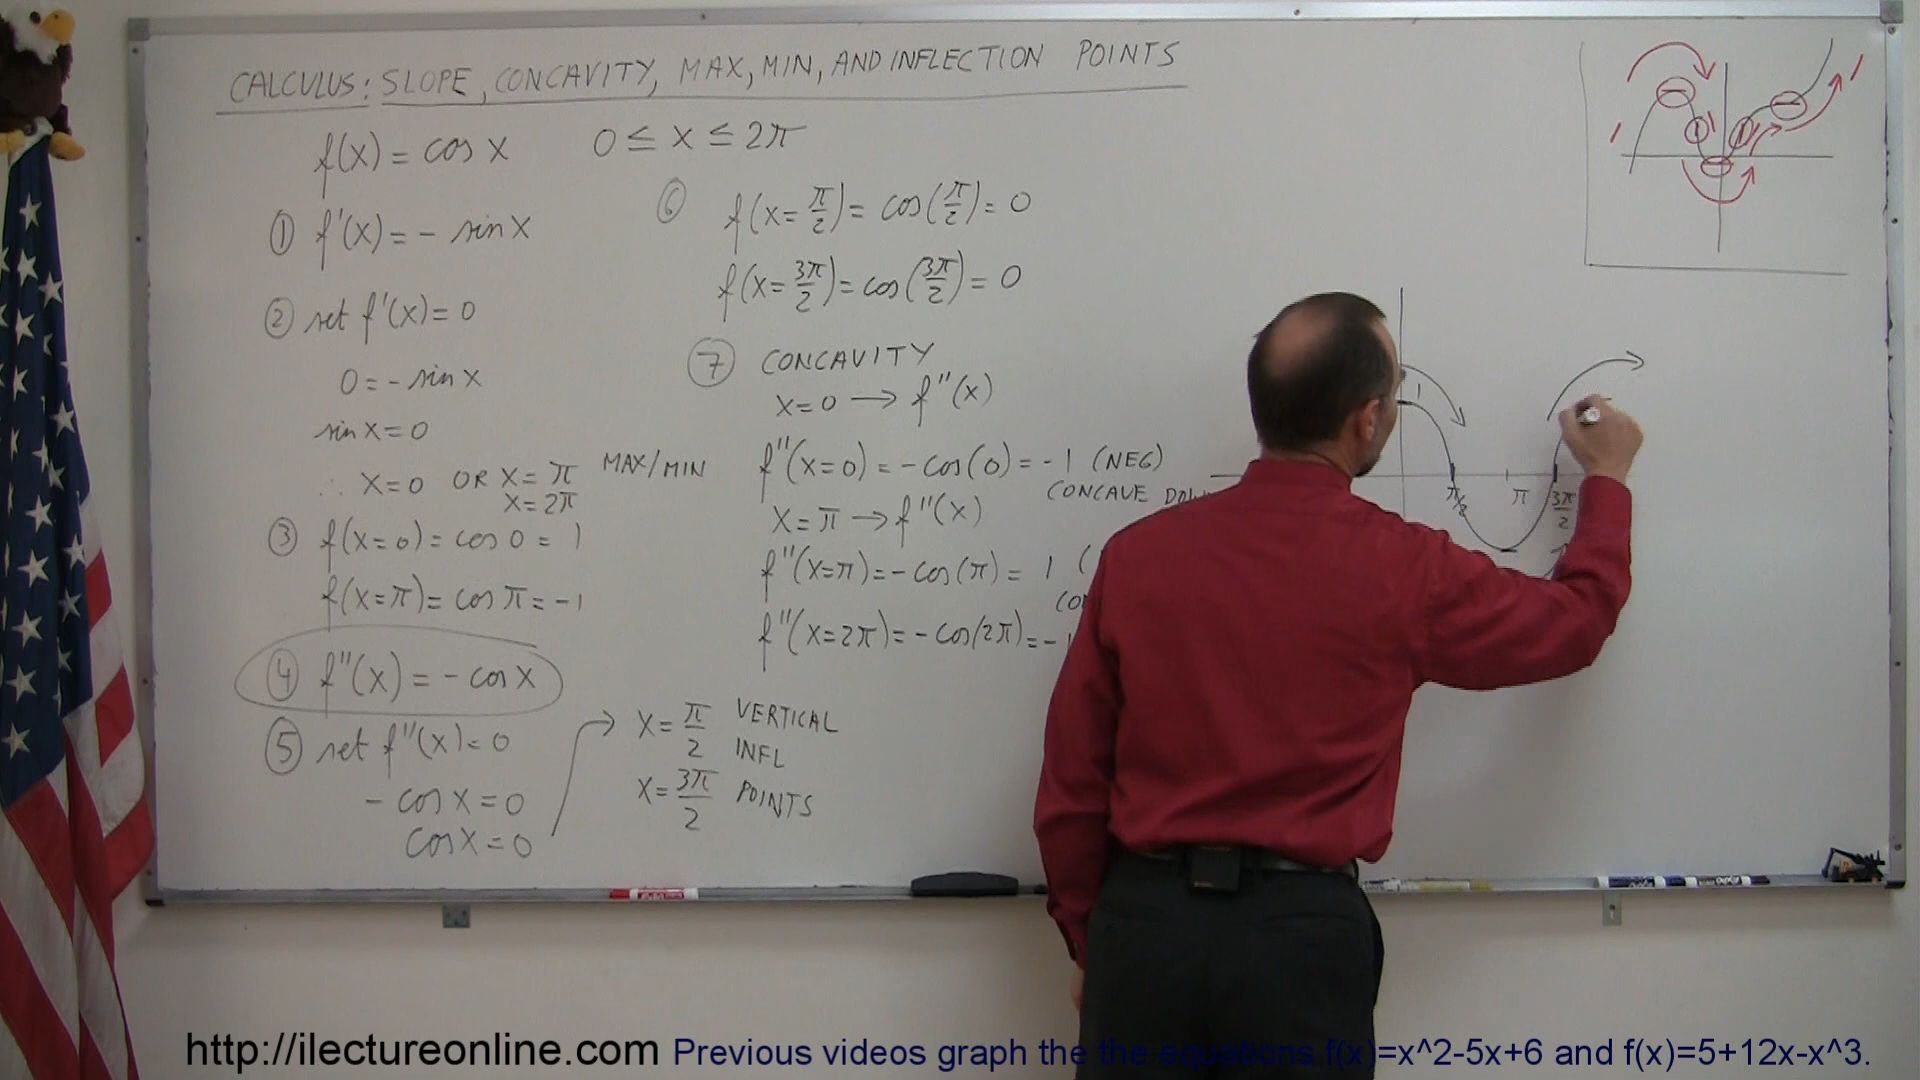 CALCULUS: SLOPE, CONCAVITY, MAX, MIN, AND INFLECTION POINTS
f(x) = cos x 0 ≤ x ≤ 2π
① f'(x) = - sin x
② set f'(x) = 0
0 = - sin x
sin x = 0
∴ x = 0 OR x = π MAX/MIN
x = 2π
③ f(x=0) = cos 0 = 1
f(x=π) = cos π = -1
④ f''(x) = - cos x
⑤ set f''(x) = 0
- cos x = 0
cos x = 0
→ x = π/2 VERTICAL
INFL
x = 3π/2 POINTS
⑥ f(x = π/2) = cos(π/2) = 0
f(x = 3π/2) = cos(3π/2) = 0
⑦ CONCAVITY
x = 0 → f''(x)
f''(x=0) = - cos(0) = -1 (NEG)
CONCAVE
x = π → f''(x)
f''(x=π) = - cos(π) = 1 (
f''(x=2π) = - cos(2π) = -
1
π/2 π 3π/2
http://ilectureonline.com Previous videos graph the the equations f(x)=x^2-5x+6 and f(x)=5+12x-x^3.